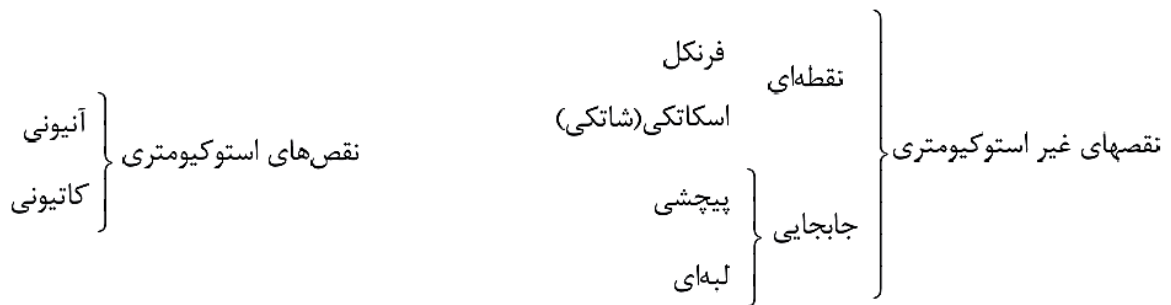 نقصهای غیر استوکیومتری
نقطه‌ای
فرنکل
اسکاتکی(شاتکی)
جابجایی
پیچشی
لبه‌ای
نقص‌های استوکیومتری
آنیونی
کاتیونی